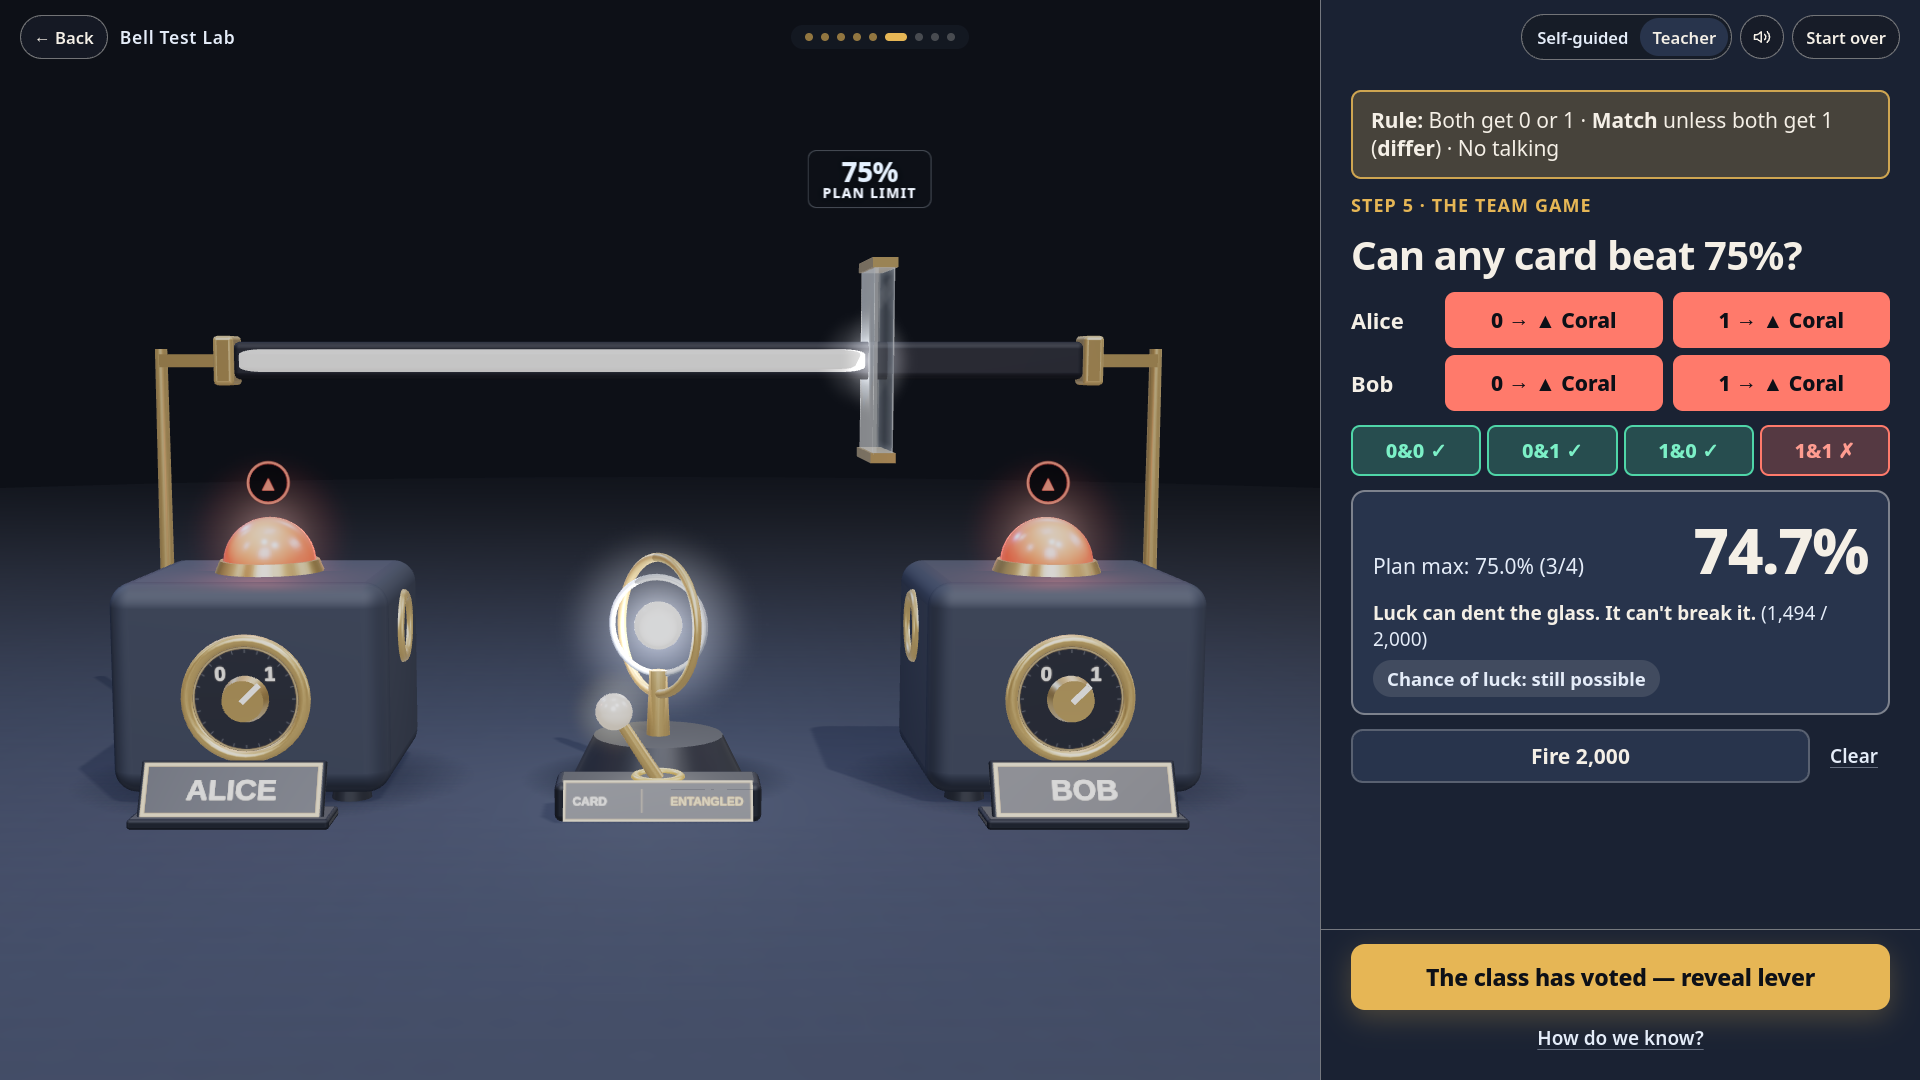 ← Back
Bell Test Lab
Self-guided
Teacher
Start over
75%
PLAN LIMIT
0 1
ALICE
CARD
ENTANGLED
0 1
BOB
Rule: Both get 0 or 1 · Match unless both get 1
(differ) · No talking
STEP 5 · THE TEAM GAME
Can any card beat 75%?
Alice
0 → ▲ Coral
1 → ▲ Coral
Bob
0 → ▲ Coral
1 → ▲ Coral
0&0 ✓
0&1 ✓
1&0 ✓
1&1 ✗
Plan max: 75.0% (3/4)
74.7%
Luck can dent the glass. It can't break it. (1,494 /
2,000)
Chance of luck: still possible
Fire 2,000
Clear
The class has voted — reveal lever
How do we know?